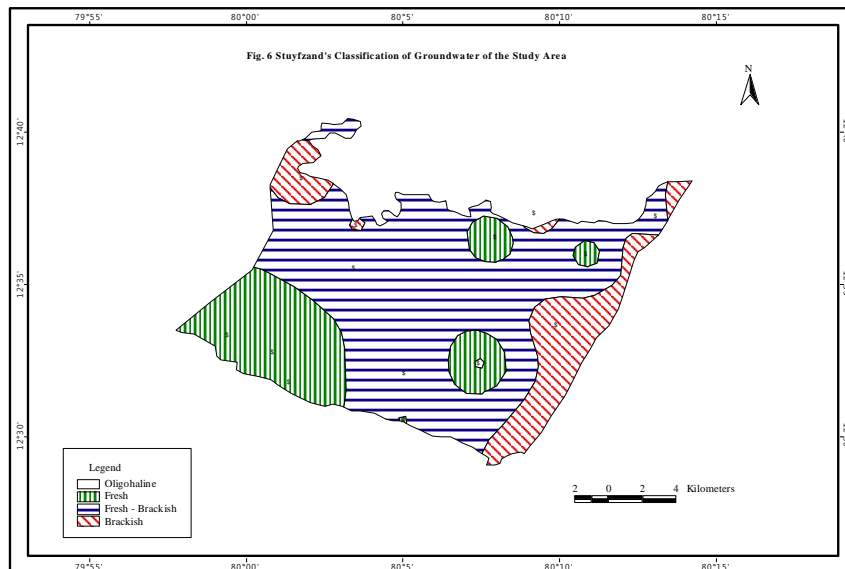 79°55' 80°00' 80°5' 80°10' 80°15'
Fig. 6 Stuyfzand's Classification of Groundwater of the Study Area
N
12°40'
12°35'
12°30'
Legend
Oligohaline
Fresh
Fresh - Brackish
Brackish
2 0 2 4 Kilometers
79°55' 80°00' 80°5' 80°10' 80°15'